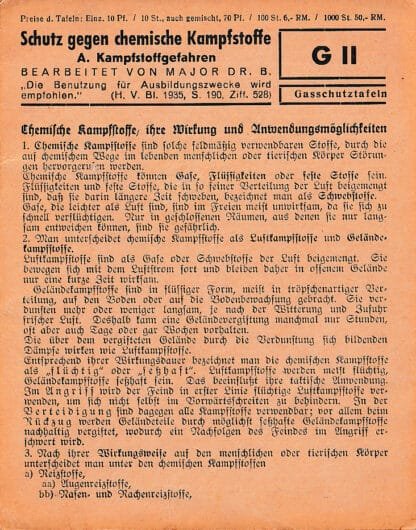 Preise d. Tafeln: Einz. 10 Pf. / 10 St., auch gemischt, 70 Pf. / 100 St. 6,- RM. / 1000 St. 50,- RM.
Schutz gegen chemische Kampfstoffe
A. Kampfstoffgefahren
BEARBEITET VON MAJOR DR. B.
„Die Benutzung für Ausbildungszwecke wird
empfohlen.“ (H. V. Bl. 1935, S. 190, Ziff. 528)
G II
Gasschutztafeln
Chemische Kampfstoffe, ihre Wirkung und Anwendungsmöglichkeiten
1. Chemische Kampfstoffe sind solche feldmäßig verwendbaren Stoffe, durch die
auf chemischem Wege im lebenden menschlichen oder tierischen Körper Störun-
gen hervorgerufen werden.
Chemische Kampfstoffe können Gase, Flüssigkeiten oder feste Stoffe sein.
Flüssigkeiten und feste Stoffe, die in so feiner Verteilung der Luft beigemengt
sind, daß sie darin längere Zeit schweben, bezeichnet man als Schwebstoffe.
Gase, die leichter als Luft sind, sind im Freien meist unwirksam, da sie sich zu
schnell verflüchtigen. Nur in geschlossenen Räumen, aus denen sie nur lang-
sam entweichen können, sind sie gefährlich.
2. Man unterscheidet chemische Kampfstoffe als Luftkampfstoffe und Gelände-
kampfstoffe.
Luftkampfstoffe sind als Gase oder Schwebstoffe der Luft beigemengt. Sie
bewegen sich mit dem Luftstrom fort und bleiben daher in offenem Gelände
nur eine kurze Zeit wirksam.
Geländekampfstoffe sind in flüssiger Form, meist in tröpfchenartiger Ver-
teilung, auf den Boden oder auf die Bodenbewachsung gebracht. Sie ver-
dunsten mehr oder weniger langsam, je nach der Witterung und Zufuhr
frischer Luft. Deshalb kann eine Geländevergiftung manchmal nur Stunden,
oft aber auch Tage oder gar Wochen vorhalten.
Die über dem vergifteten Gelände durch die Verdunstung sich bildenden
Dämpfe wirken wie Luftkampfstoffe.
Entsprechend ihrer Wirkungsdauer bezeichnet man die chemischen Kampfstoffe
als „flüchtig“ oder „seßhaft“. Luftkampfstoffe werden meist flüchtig,
Geländekampfstoffe seßhaft sein. Das beeinflußt ihre taktische Anwendung.
Im Angriff wird der Feind in erster Linie flüchtige Luftkampfstoffe ver-
wenden, um sich nicht selbst im Vorwärtsschreiten zu behindern. In der
Verteidigung sind dagegen alle Kampfstoffe verwendbar; vor allem beim
Rückzug werden Geländeteile durch möglichst seßhafte Geländekampfstoffe
nachhaltig vergiftet, wodurch ein Nachfolgen des Feindes im Angriff er-
schwert wird.
3. Nach ihrer Wirkungsweise auf den menschlichen oder tierischen Körper
unterscheidet man unter den chemischen Kampfstoffen
a) Reizstoffe,
aa) Augenreizstoffe,
bb) Nasen- und Rachenreizstoffe,